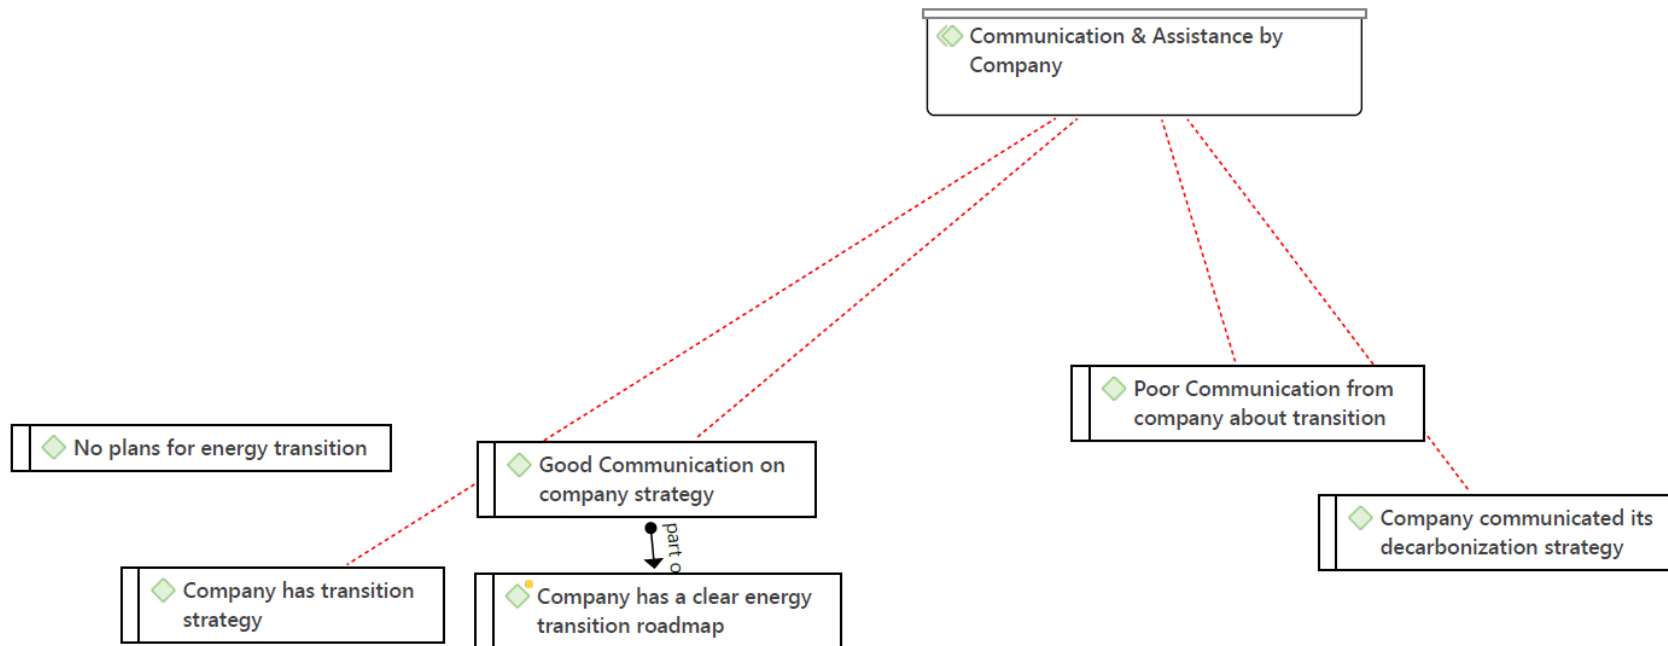 Communication & Assistance by
Company
Poor Communication from
company about transition
No plans for energy transition
Good Communication on
company strategy
Company communicated its
decarbonization strategy
part o
Company has transition
strategy
Company has a clear energy
transition roadmap